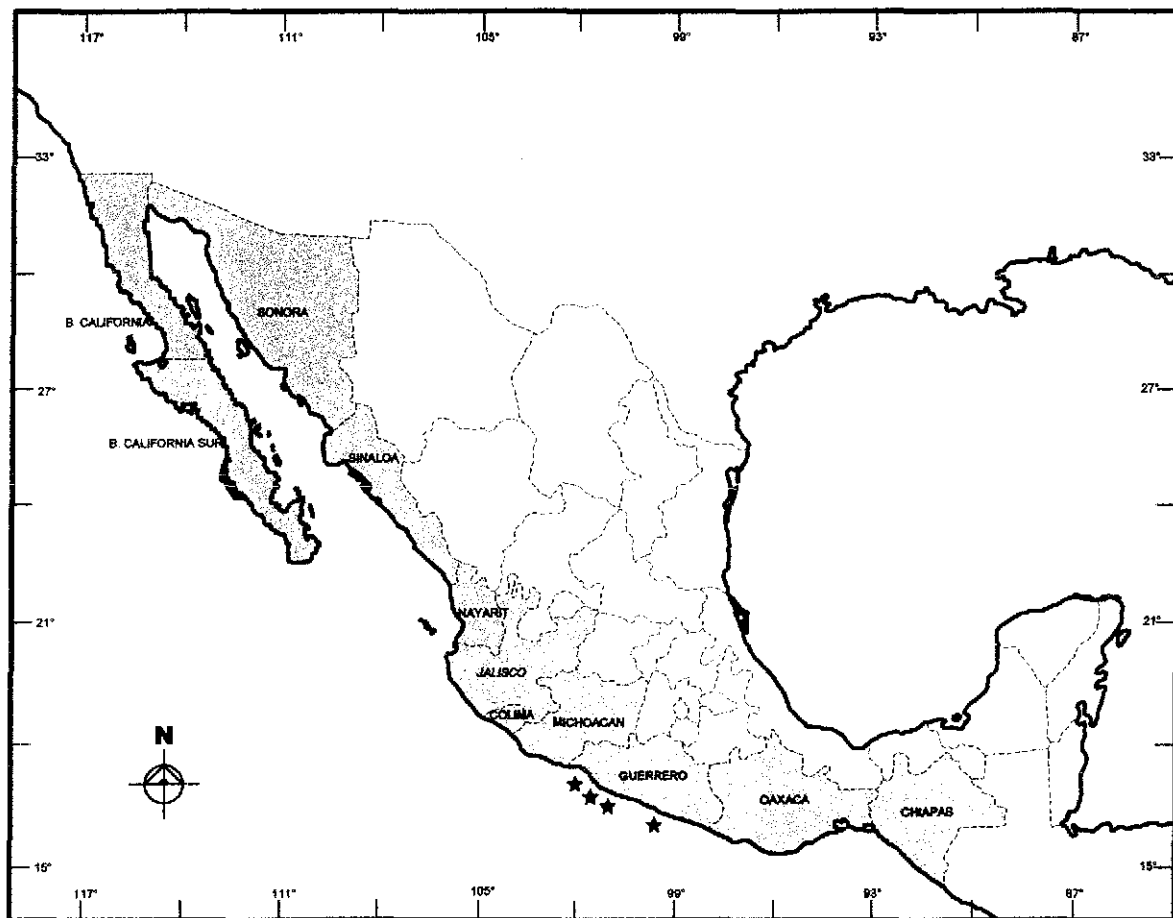 117° 111° 105° 99° 93° 87°
33° 33°
SONORA
B. CALIFORNIA
27° 27°
B. CALIFORNIA SUR
SINALOA
NAYARIT
21° 21°
JALISCO
COLIMA MICHOACAN
N
GUERRERO
OAXACA
CHIAPAS
15° 15°
117° 111° 105° 99° 93° 87°